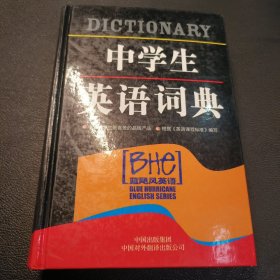 DICTIONARY
中学生
英语词典
根据《英语课程标准》编写
BHE
蓝飓风英语
BLUE HURRICANE
ENGLISH SERIES
中国出版集团
中国对外翻译出版公司